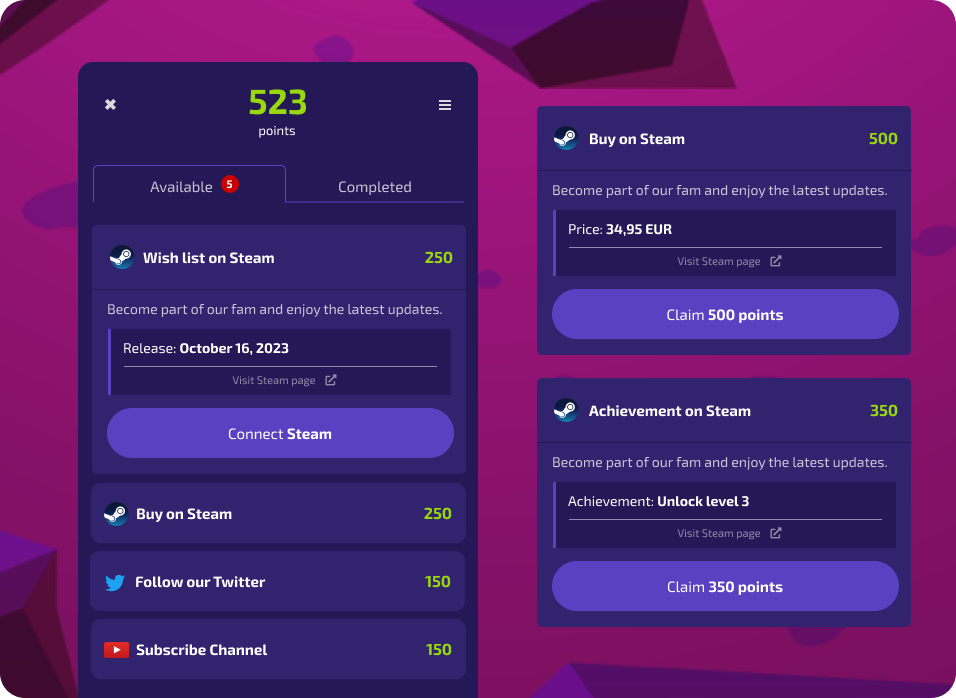 523
points
Available 5
Completed
Wish list on Steam 250
Become part of our fam and enjoy the latest updates.
Release: October 16, 2023
Visit Steam page
Connect Steam
Buy on Steam 250
Follow our Twitter 150
Subscribe Channel 150
Buy on Steam 500
Become part of our fam and enjoy the latest updates.
Price: 34,95 EUR
Visit Steam page
Claim 500 points
Achievement on Steam 350
Become part of our fam and enjoy the latest updates.
Achievement: Unlock level 3
Visit Steam page
Claim 350 points